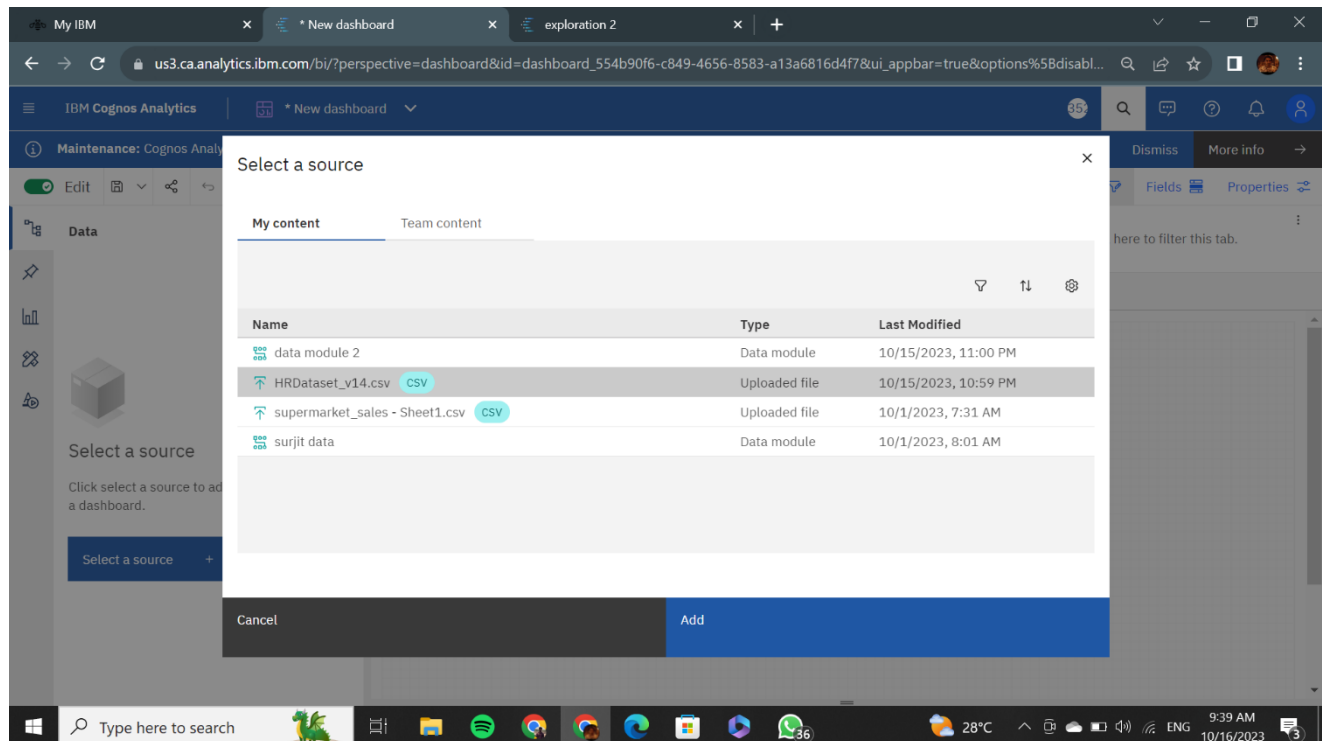 My IBM
* New dashboard
exploration 2
us3.ca.analytics.ibm.com/bi/?perspective=dashboard&id=dashboard_554b90f6-c849-4656-8583-a13a6816d4f7&ui_appbar=true&options%5Bdisabl...
IBM Cognos Analytics
* New dashboard
Maintenance: Cognos Analy
Dismiss
More info
Edit
Fields
Properties
Data
here to filter this tab.
Select a source
My content
Team content
Name Type Last Modified
data module 2 Data module 10/15/2023, 11:00 PM
HRDataset_v14.csv CSV Uploaded file 10/15/2023, 10:59 PM
supermarket_sales - Sheet1.csv CSV Uploaded file 10/1/2023, 7:31 AM
surjit data Data module 10/1/2023, 8:01 AM
Cancel
Add
Select a source
Click select a source to ad
a dashboard.
Select a source +
Type here to search
36
28°C
ENG
9:39 AM
10/16/2023
3